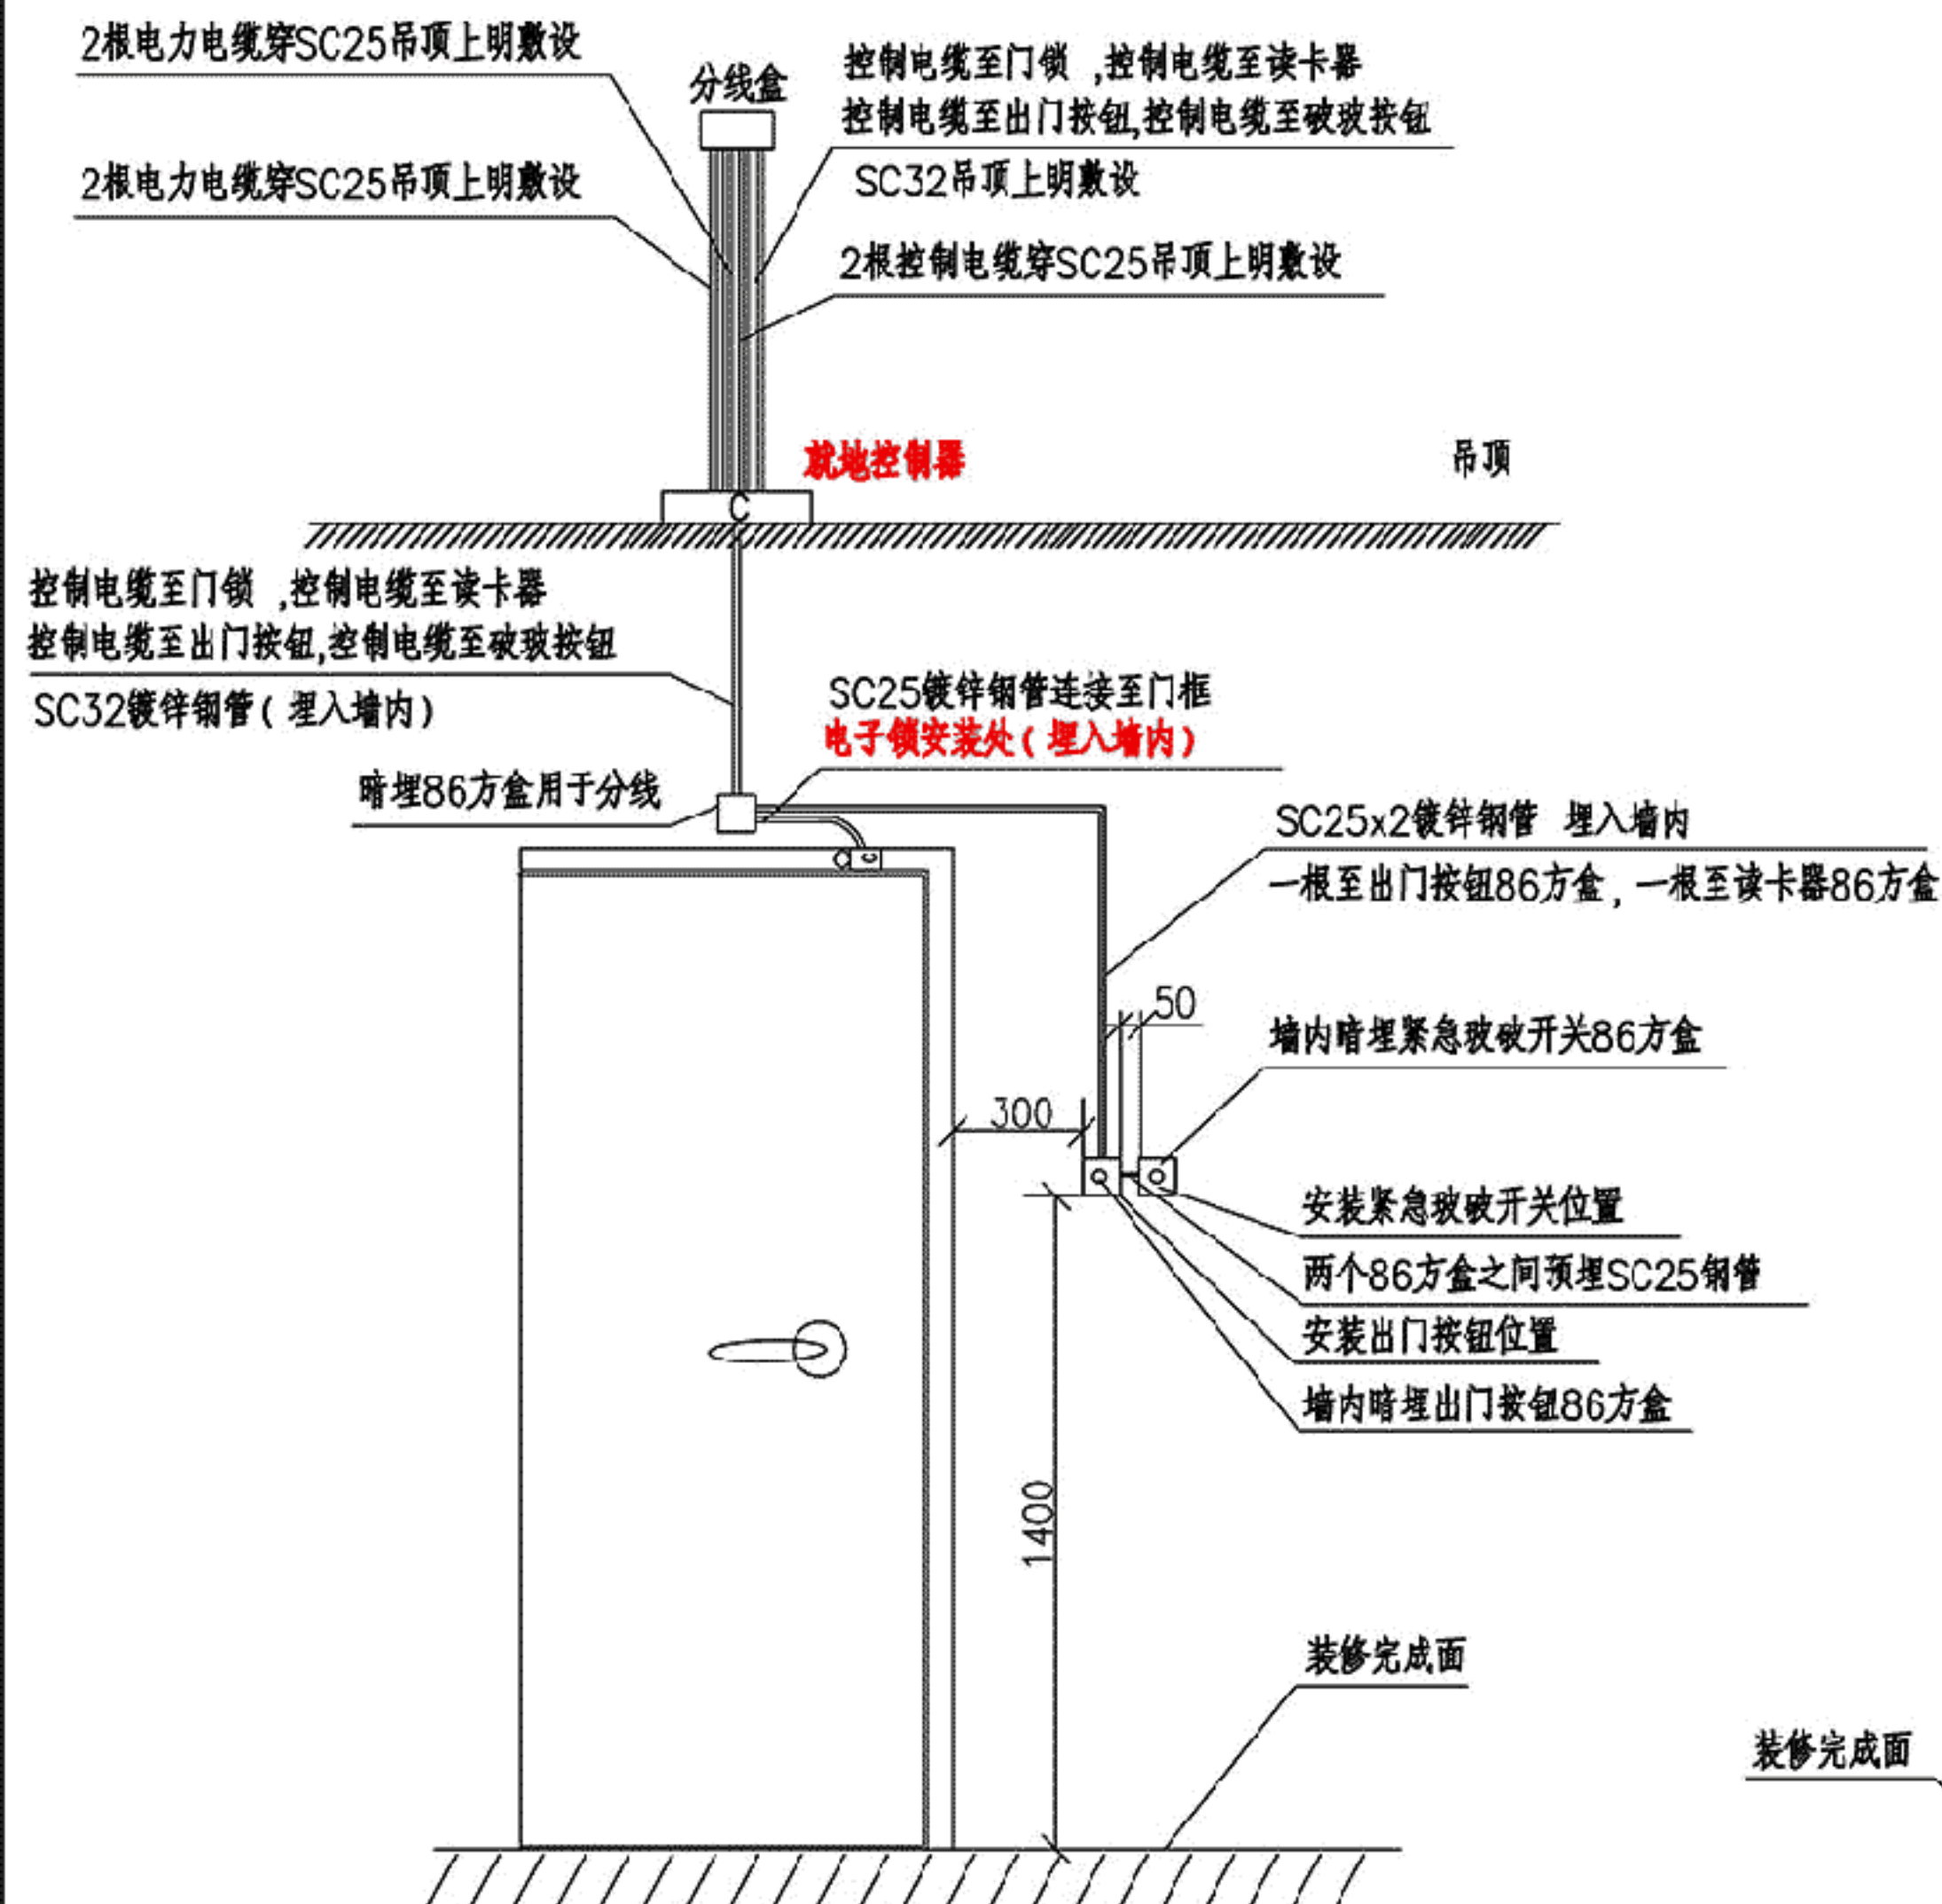 2根电力电缆穿SC25吊顶上明敷设
分线盒
控制电缆至门锁 ,控制电缆至读卡器
控制电缆至出门按钮,控制电缆至破玻按钮
SC32吊顶上明敷设
2根电力电缆穿SC25吊顶上明敷设
2根控制电缆穿SC25吊顶上明敷设
就地控制器
吊顶
C
控制电缆至门锁 ,控制电缆至读卡器
控制电缆至出门按钮,控制电缆至破玻按钮
SC32镀锌钢管( 埋入墙内)
SC25镀锌钢管连接至门框
电子锁安装处( 埋入墙内)
暗埋86方盒用于分线
SC25x2镀锌钢管 埋入墙内
一根至出门按钮86方盒, 一根至读卡器86方盒
50
墙内暗埋紧急玻破开关86方盒
300
安装紧急玻破开关位置
两个86方盒之间预埋SC25钢管
安装出门按钮位置
墙内暗埋出门按钮86方盒
1400
装修完成面
装修完成面